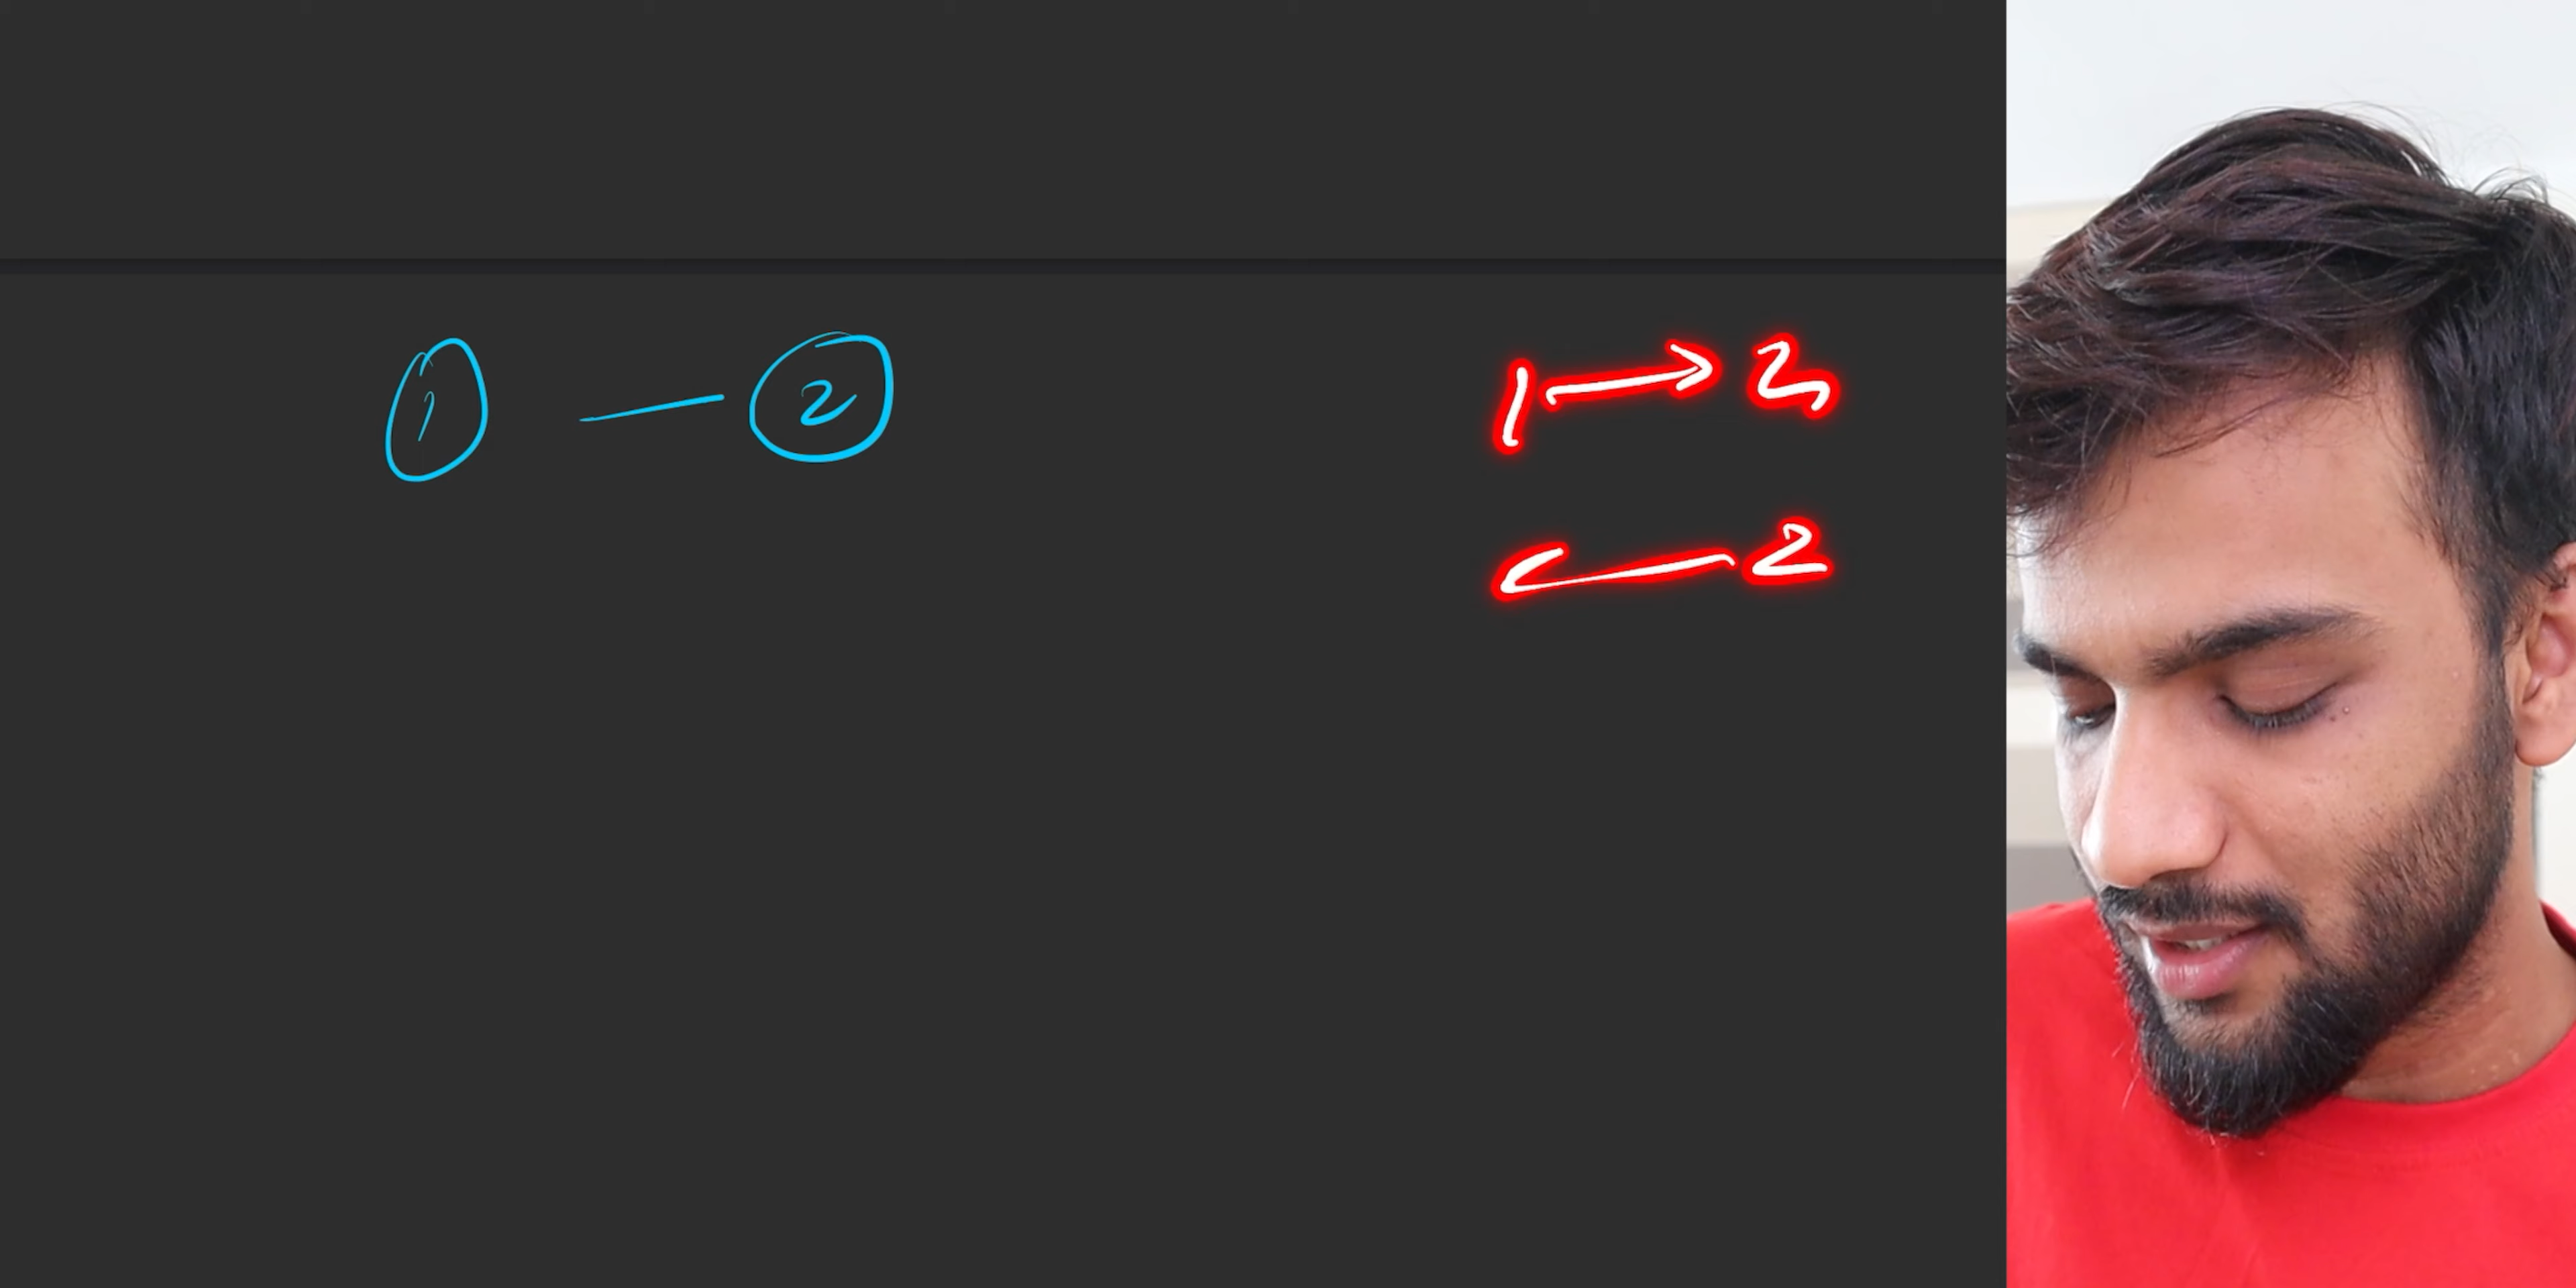 1 — 2
1 → 2
← 2